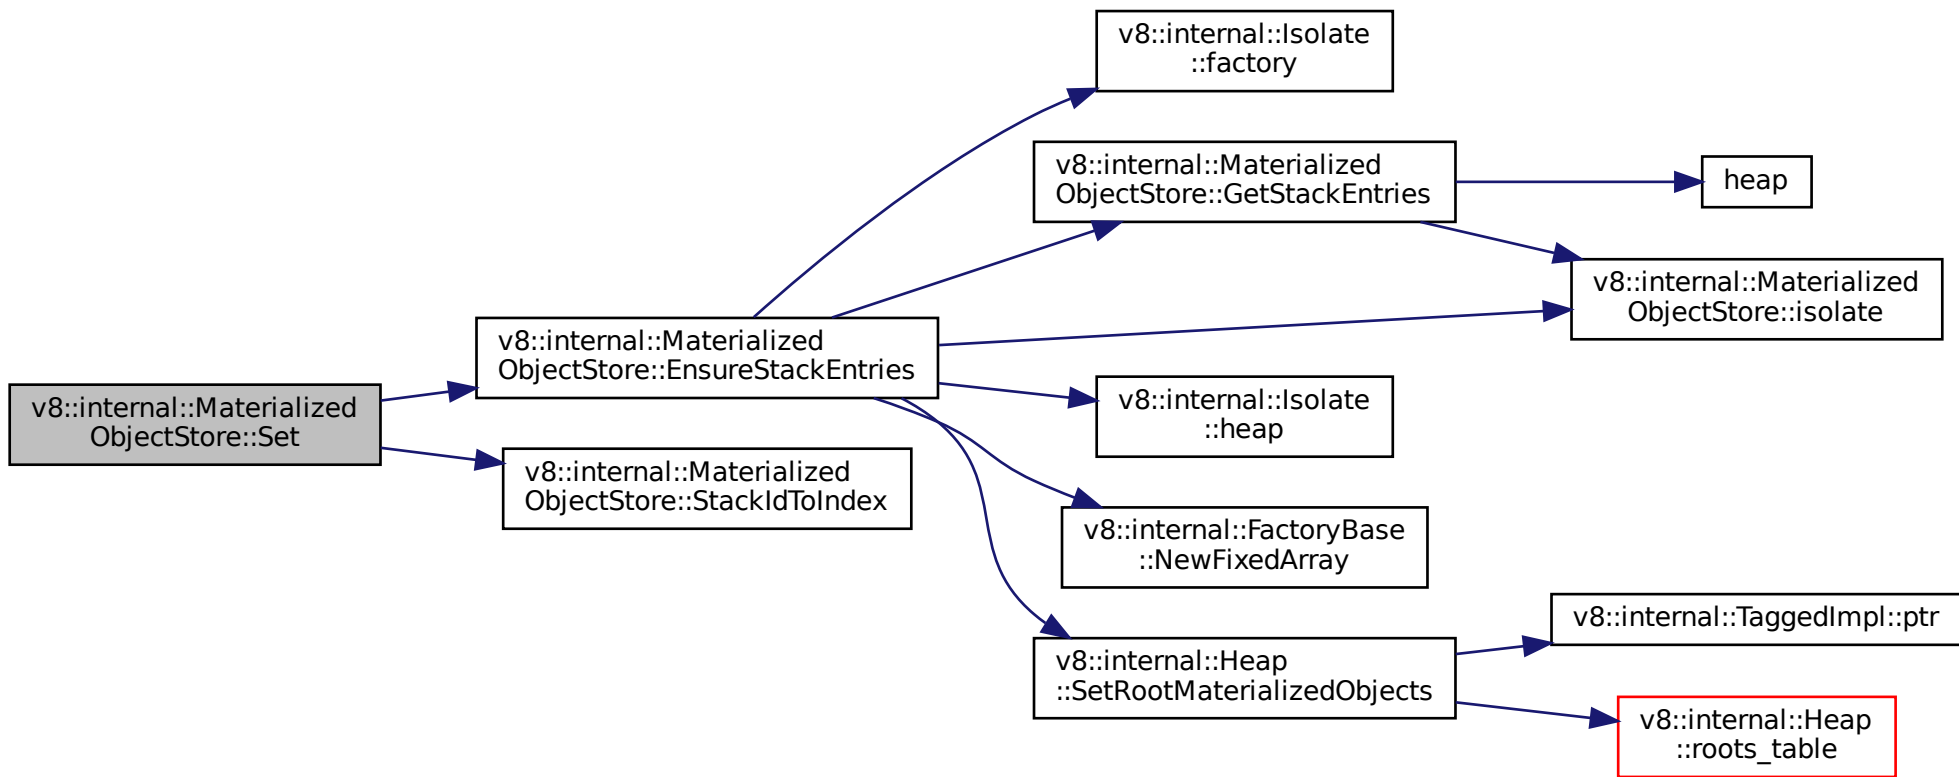 v8::internal::Isolate
::factory
v8::internal::Materialized
ObjectStore::GetStackEntries
heap
v8::internal::Materialized
ObjectStore::isolate
v8::internal::Materialized
ObjectStore::EnsureStackEntries
v8::internal::Materialized
ObjectStore::Set
v8::internal::Isolate
::heap
v8::internal::Materialized
ObjectStore::StackIdToIndex
v8::internal::FactoryBase
::NewFixedArray
v8::internal::TaggedImpl::ptr
v8::internal::Heap
::SetRootMaterializedObjects
v8::internal::Heap
::roots_table